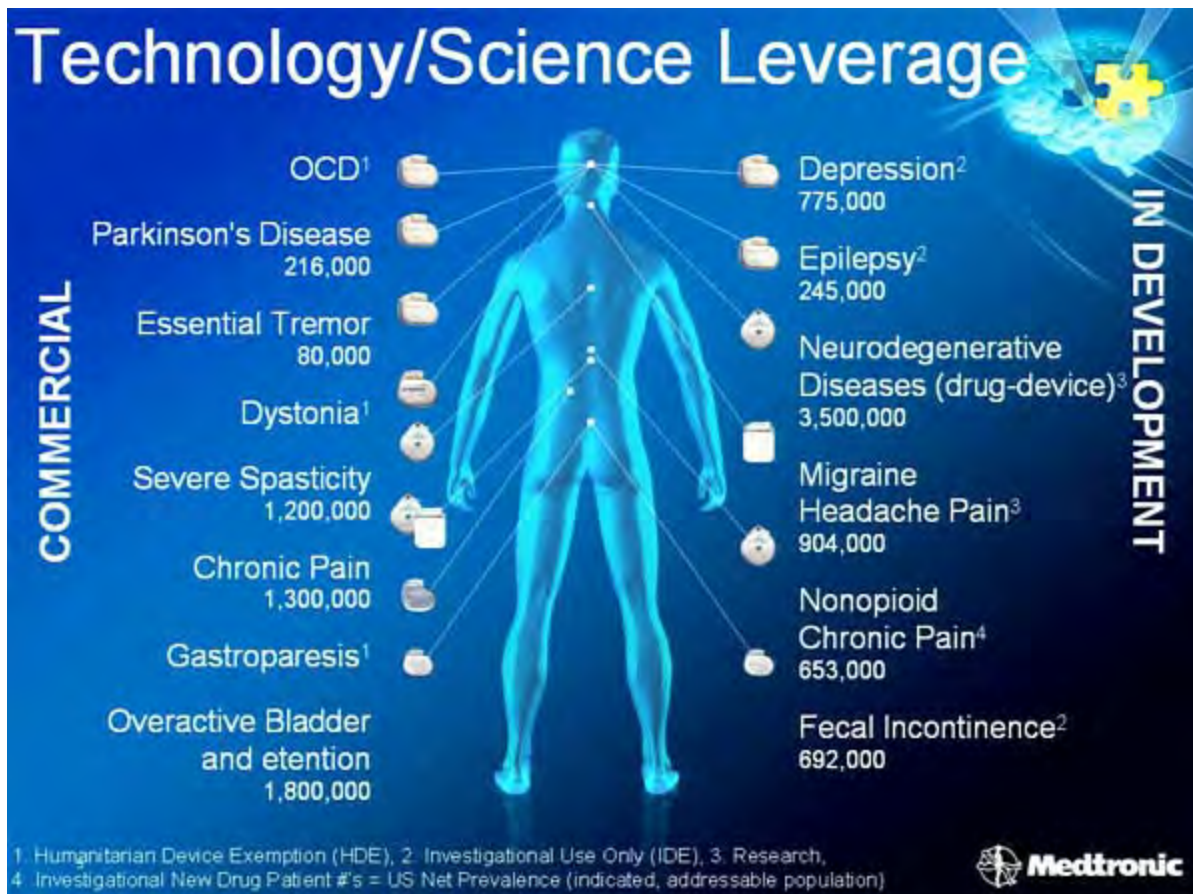 Technology/Science Leverage
COMMERCIAL
OCD1
Parkinson's Disease
216,000
Essential Tremor
80,000
Dystonia1
Severe Spasticity
1,200,000
Chronic Pain
1,300,000
Gastroparesis1
Overactive Bladder
and etention
1,800,000
IN DEVELOPMENT
Depression2
775,000
Epilepsy2
245,000
Neurodegenerative
Diseases (drug-device)3
3,500,000
Migraine
Headache Pain3
904,000
Nonopioid
Chronic Pain4
653,000
Fecal Incontinence2
692,000
1. Humanitarian Device Exemption (HDE), 2. Investigational Use Only (IDE), 3. Research,
4. Investigational New Drug Patient #'s = US Net Prevalence (indicated, addressable population)
Medtronic